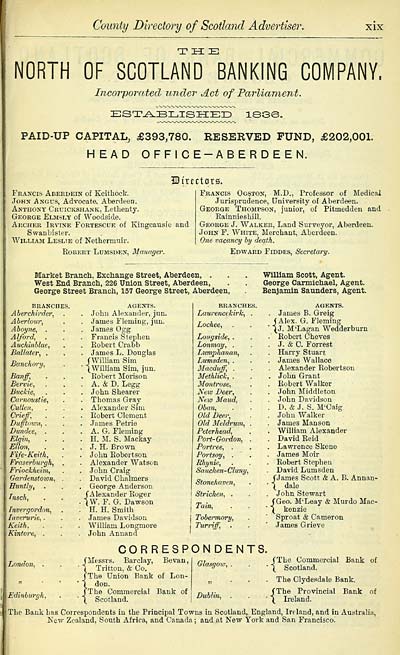 County Directory of Scotland Advertiser. xix
THE
NORTH OF SCOTLAND BANKING COMPANY.
Incorporated under Act of Parliament.
ESTABLISHED 1836.
PAID-UP CAPITAL, £393,780. RESERVED FUND, £202,001.
HEAD OFFICE—ABERDEEN.
Directors.
FRANCIS ABERDEIN of Keithock.
JOHN ANGUS, Advocate, Aberdeen.
ANTHONY CRUICKSHANK, Lethenty.
GEORGE ELMSLY of Woodside.
ARCHER IRVINE FORTESCUE of Kingcausie and
Swanbister.
WILLIAM LESLIE of Nethermuir.
FRANCIS OGSTON, M.D., Professor of Medical
Jurisprudence, University of Aberdeen.
GEORGE THOMPSON, junior, of Pitmedden and
Rainnieshill.
GEORGE J. WALKER, Land Surveyor, Aberdeen.
JOHN F. WHITE, Merchant, Aberdeen.
One vacancy by death.
ROBERT LUMSDEN, Manager. EDWARD FIDDES, Secretary.
Market Branch, Exchange Street, Aberdeen, . . . . William Scott, Agent.
West End Branch, 226 Union Street, Aberdeen, . . . George Carmichael, Agent.
George Street Branch, 157 George Street, Aberdeen, . . Benjamin Saunders, Agent.
BRANCHES. AGENTS.
Aberchirder, . . John Alexander, jun.
Aberlour, . . James Fleming, jun.
Aboyne, . . . James Ogg
Alford, . . . Francis Stephen
Auchinblae, . . Robert Crabb
Ballater, . . James L. Douglas
Banchory, . . { William Sim
{ William Sim, jun.
Banff, . . . Robert Morison
Bervie, . . . A. & D. Legg
Buckie, . . . John Shearer
Carnoustie, . . Thomas Gray
Cullen, . . . Alexander Sim
Crieff, . . . Robert Clement
Dufftown, . . James Petrie
Dundee, . . . A. G. Fleming
Elgin, . . . H. M. S. Mackay
Ellon, . . . J. H. Brown
Fife-Keith, . . John Robertson
Fraserburgh, . . Alexander Watson
Friockheim, . . John Craig
Gardenstown, . . David Chalmers
Huntly, . . . George Anderson
Insch, . . . { Alexander Roger
{ W. F. G. Dawson
Invergordon, . . H. H. Smith
Inverurie, . . James Davidson
Keith, . . . William Longmore
Kintore, . . . John Annand
BRANCHES. AGENTS.
Laurencekirk, . . James B. Greig
Lochee, . . . { Alex. G. Fleming
{ J. McLagan Wedderburn
Longside, . . Robert Cheves
Lonmay, . . . J. & C. Forrest
Lumphanan, . . Harry Stuart
Lumsden, . . . James Wallace
Macduff, . . . Alexander Robertson
Methlick, . . John Grant
Montrose, . . Robert Walker
New Deer, . . John Middleton
New Maud, . . John Davidson
Oban, . . . D. & J. S. McCaig
Old Deer, . . John Walker
Old Meldrum, . . James Manson
Peterhead, . . William Alexander
Port-Gordon, . . David Reid
Portree, . . . Lawrence Skene
Portsoy, . . . James Moir
Rhynie, . . . Robert Stephen
Sauchen-Cluny, . . David Lumsden
Stonehaven, . . { James Scott & A. B. Annan-
{ dale
Strichen, . . John Stewart
Tain, . . . { Geo. McLeay & Murdo Mac-
{ kenzie
Tobermory, . . Sproat & Cameron
Turriff, . . . James Grieve
CORRESPONDENTS.
London, . . { Messrs. Barclay, Bevan,
{ Tritton, & Co.
„ . . { The Union Bank of Lon-
{ don.
Edinburgh, . . { The Commercial Bank of
{ Scotland.
Glasgow, . . { The Commercial Bank of
{ Scotland.
„ . . The Clydesdale Bank.
Dublin, . . { The Provincial Bank of
{ Ireland.
The Bank has Correspondents in the Principal Towns in Scotland, England, Ireland, and in Australia,
New Zealand, South Africa, and Canada; and at New York and San Francisco.